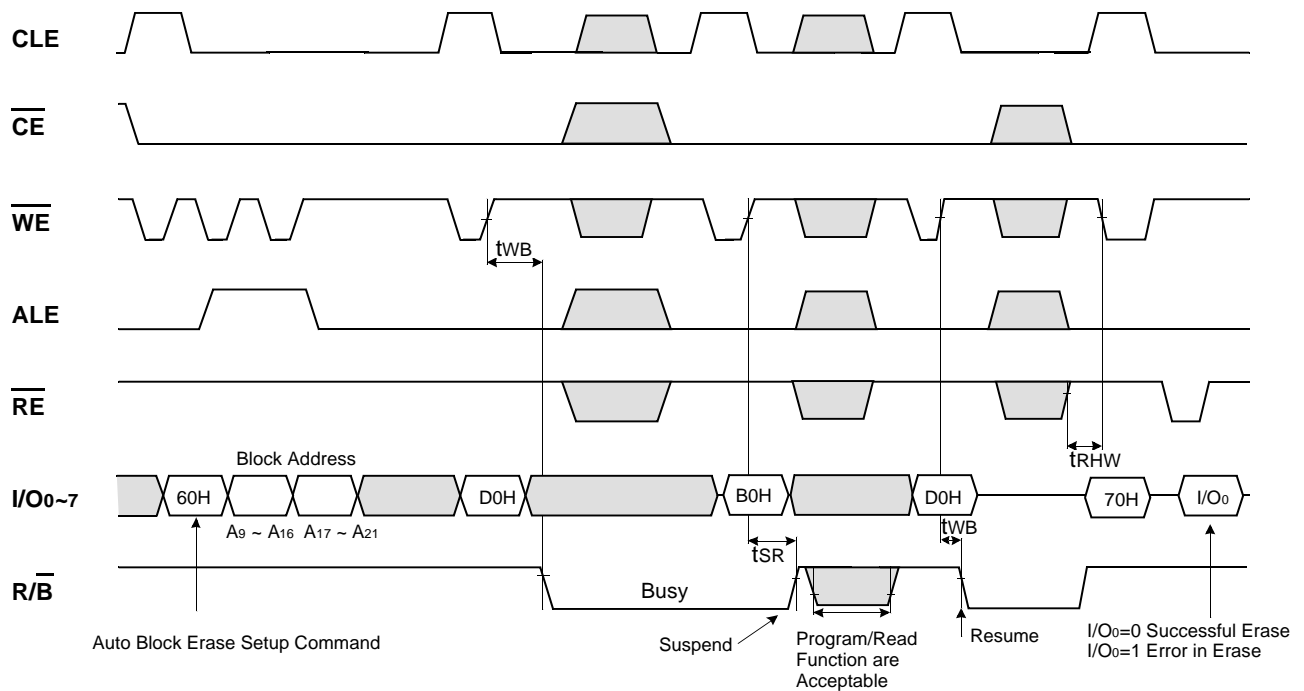 CLE
CE
WE
tWB
ALE
RE
tRHW
Block Address
I/O0~7
60H
D0H
B0H
D0H
70H
I/O0
A9 ~ A16 A17 ~ A21
tSR
tWB
R/B
Busy
Auto Block Erase Setup Command
Suspend
Program/Read
Function are
Acceptable
Resume
I/O0=0 Successful Erase
I/O0=1 Error in Erase